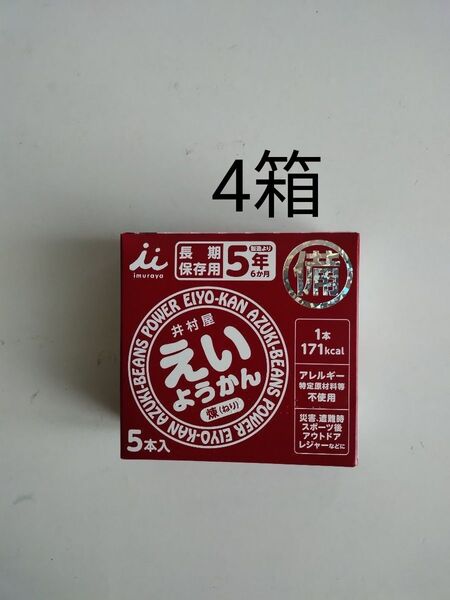 4箱
imuraya
長期
保存用
5年
製造より
6か月
備
井村屋
えい
ようかん
煉(ねり)
AZUKI-BEANS POWER EIYO-KAN AZUKI-BEANS POWER EIYO-KAN
5本入
1本
171kcal
アレルギー
特定原材料等
不使用
災害、遭難時
スポーツ後
アウトドア
レジャーなどに